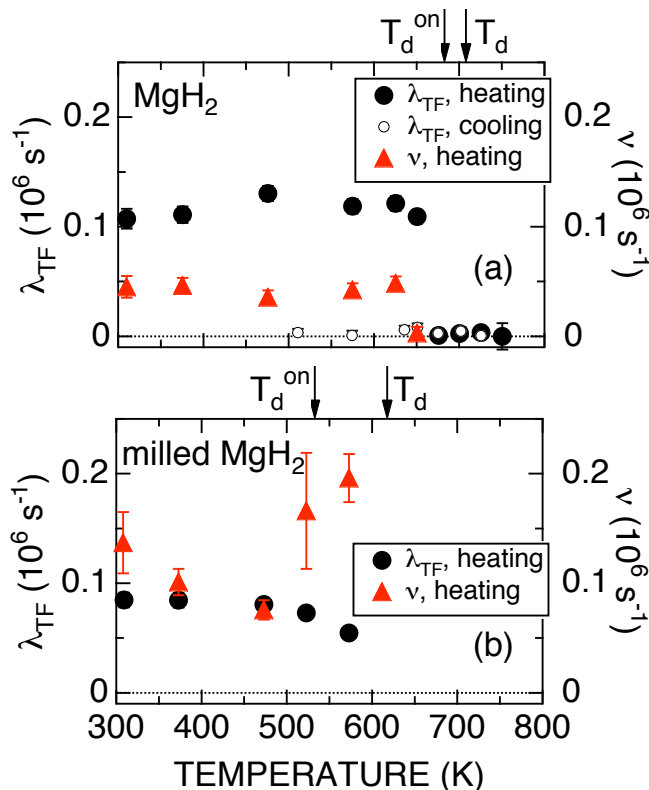 T_d^on T_d
MgH_2
0.2
0.1
0
λ_TF (10^6 s^-1)
● λ_TF, heating
○ λ_TF, cooling
▲ ν, heating
(a)
0.2
0.1
0
ν (10^6 s^-1)
T_d^on T_d
milled MgH_2
0.2
0.1
0
λ_TF (10^6 s^-1)
● λ_TF, heating
▲ ν, heating
(b)
0.2
0.1
0
ν (10^6 s^-1)
300 400 500 600 700 800
TEMPERATURE (K)